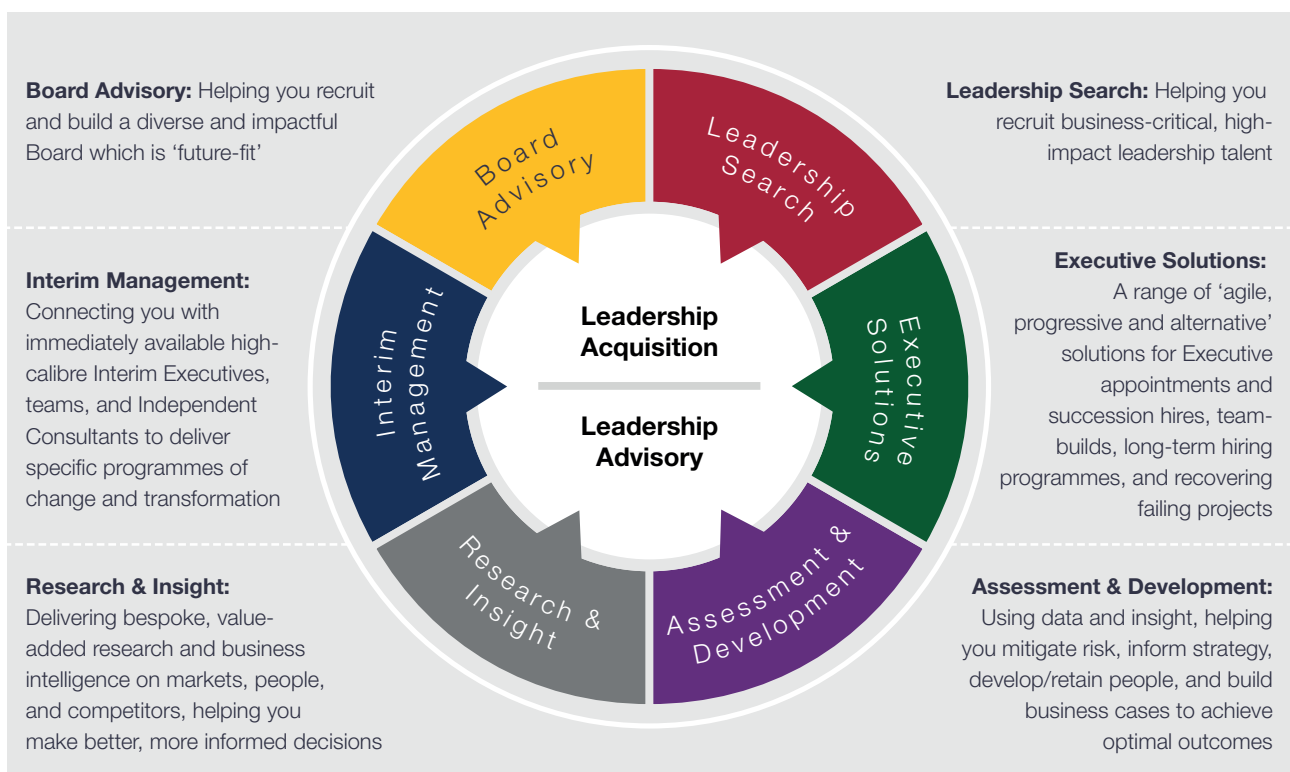 Board Advisory: Helping you recruit
and build a diverse and impactful
Board which is ‘future-fit’
Leadership Search: Helping you
recruit business-critical, high-
impact leadership talent
Board
Advisory
Leadership
Search
Interim Management:
Connecting you with
immediately available high-
calibre Interim Executives,
teams, and Independent
Consultants to deliver
specific programmes of
change and transformation
Interim
Management
Leadership
Acquisition
Leadership
Advisory
Executive
Solutions
Executive Solutions:
A range of ‘agile,
progressive and alternative’
solutions for Executive
appointments and
succession hires, team-
builds, long-term hiring
programmes, and recovering
failing projects
Research &
Insight
Assessment &
Development
Research & Insight:
Delivering bespoke, value-
added research and business
intelligence on markets, people,
and competitors, helping you
make better, more informed decisions
Assessment & Development:
Using data and insight, helping
you mitigate risk, inform strategy,
develop/retain people, and build
business cases to achieve
optimal outcomes